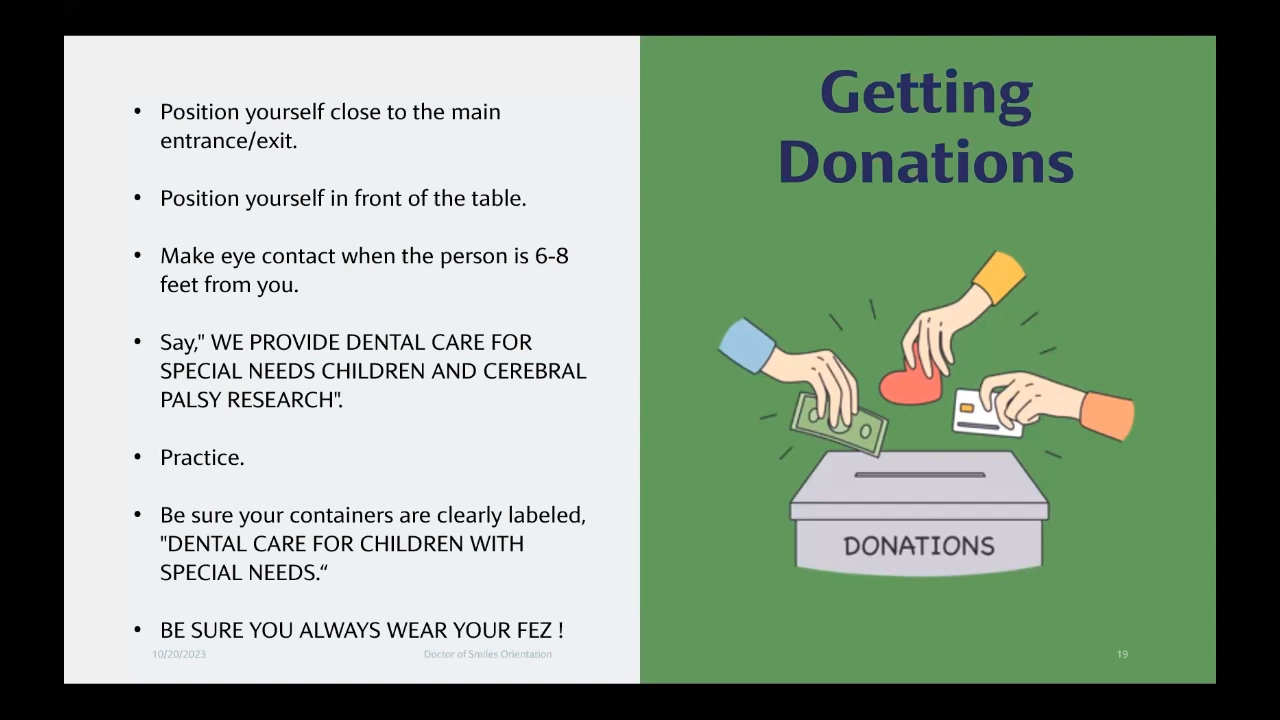 • Position yourself close to the main
entrance/exit.
• Position yourself in front of the table.
• Make eye contact when the person is 6-8
feet from you.
• Say," WE PROVIDE DENTAL CARE FOR
SPECIAL NEEDS CHILDREN AND CEREBRAL
PALSY RESEARCH".
• Practice.
• Be sure your containers are clearly labeled,
"DENTAL CARE FOR CHILDREN WITH
SPECIAL NEEDS.“
• BE SURE YOU ALWAYS WEAR YOUR FEZ !
10/20/2023
Doctor of Smiles Orientation
Getting
Donations
DONATIONS
19